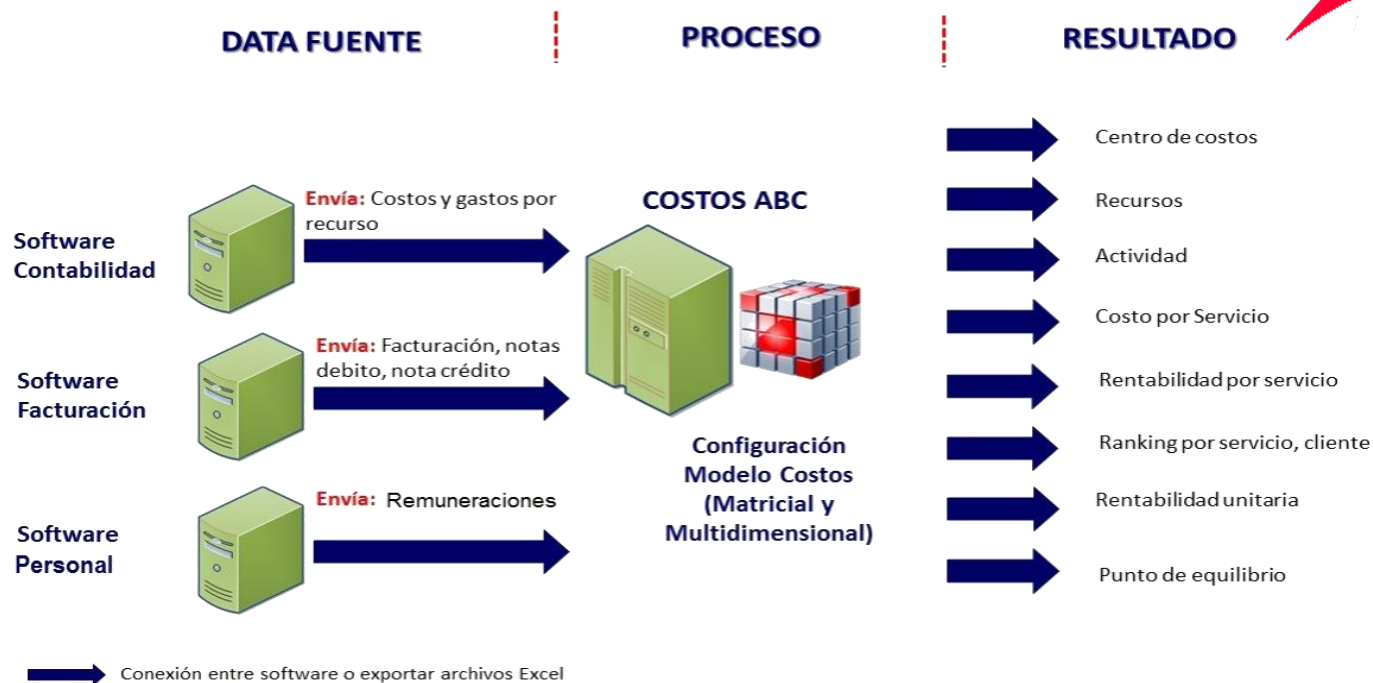 DATA FUENTE
PROCESO
RESULTADO
Software
Contabilidad
Envía: Costos y gastos por
recurso
Software
Facturación
Envía: Facturación, notas
debito, nota crédito
Software
Personal
Envía: Remuneraciones
COSTOS ABC
Configuración
Modelo Costos
(Matricial y
Multidimensional)
Centro de costos
Recursos
Actividad
Costo por Servicio
Rentabilidad por servicio
Ranking por servicio, cliente
Rentabilidad unitaria
Punto de equilibrio
Conexión entre software o exportar archivos Excel